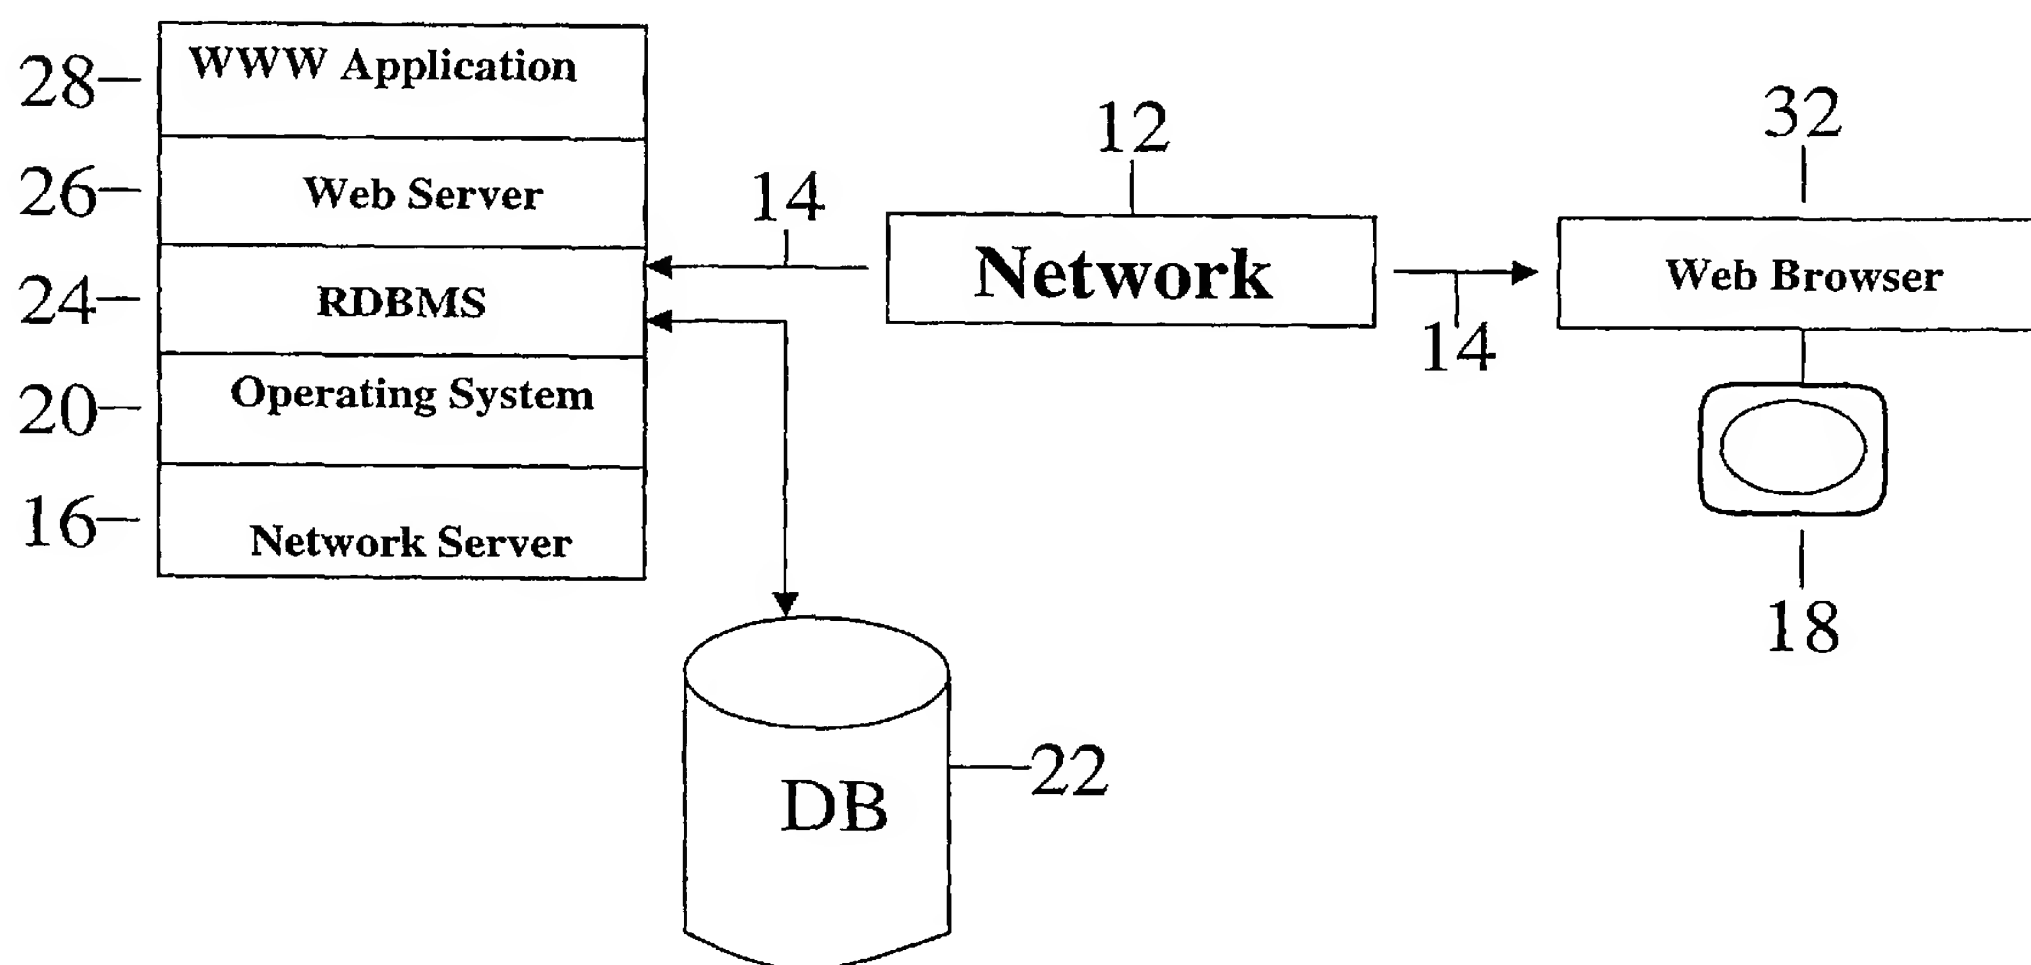 28 WWW Application
26 Web Server
24 RDBMS
20 Operating System
16 Network Server
14
12
Network
14
32
Web Browser
18
DB
22